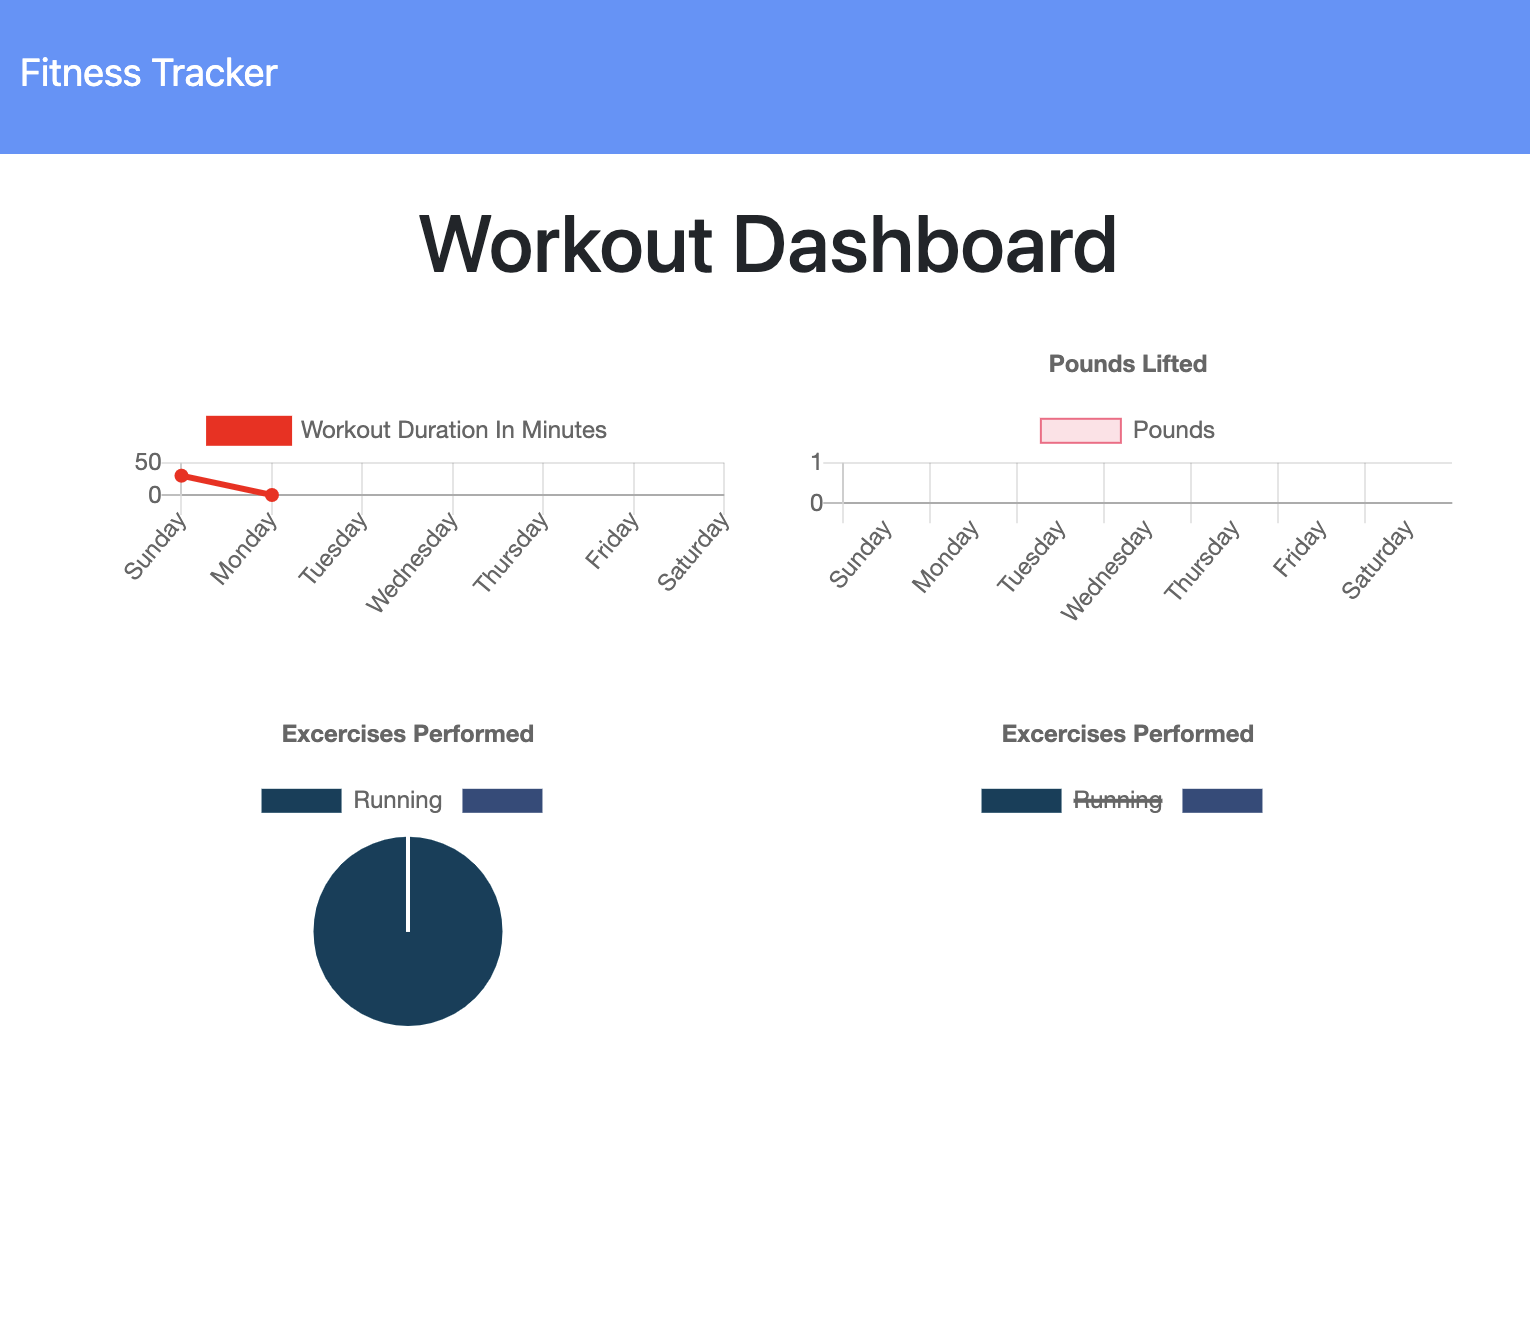 Fitness Tracker
Workout Dashboard
Workout Duration In Minutes
50
0
Sunday
Monday
Tuesday
Wednesday
Thursday
Friday
Saturday
Pounds Lifted
Pounds
1
0
Sunday
Monday
Tuesday
Wednesday
Thursday
Friday
Saturday
Excercises Performed
Running
Excercises Performed
Running